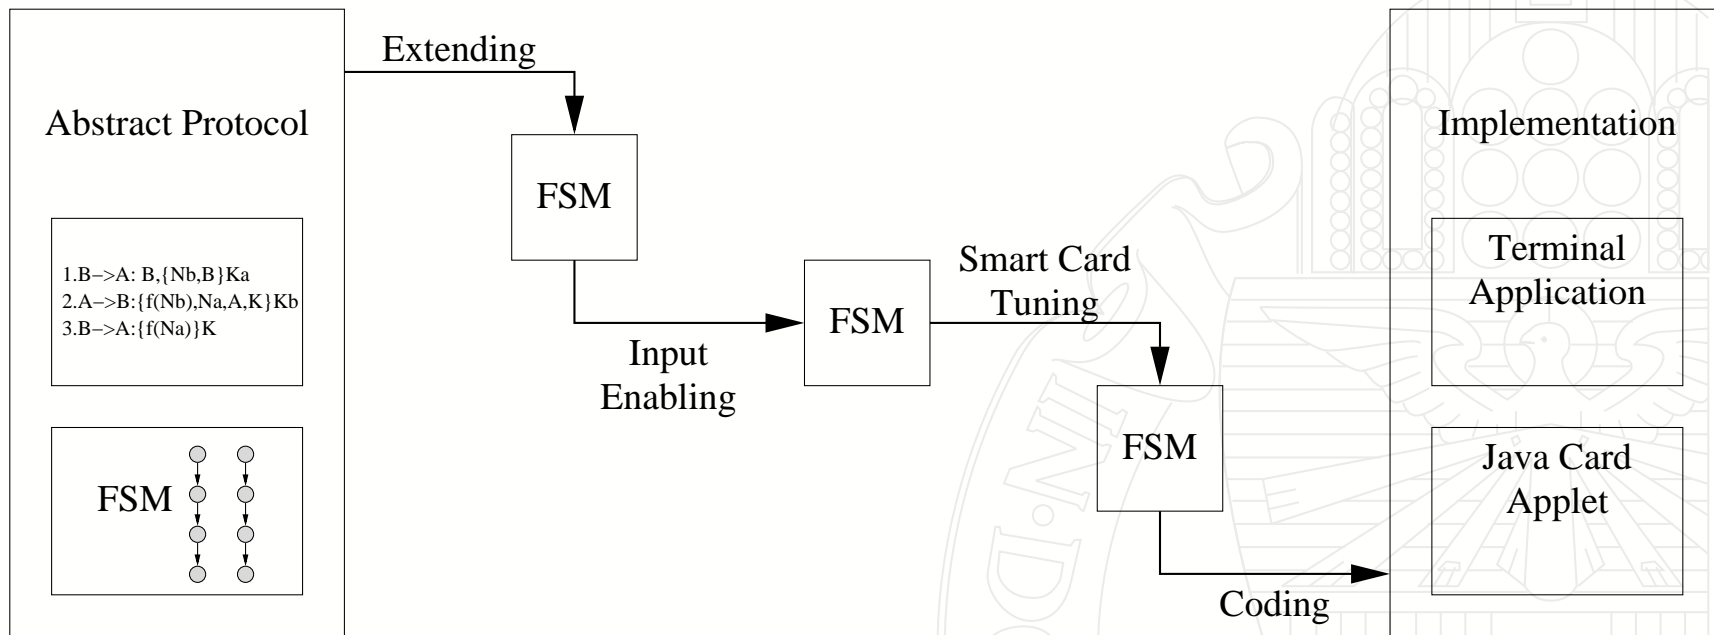 Extending
Abstract Protocol
1.B−>A: B,{Nb,B}Ka
2.A−>B:{f(Nb),Na,A,K}Kb
3.B−>A:{f(Na)}K
FSM
FSM
Input
Enabling
FSM
Smart Card
Tuning
FSM
Coding
Implementation
Terminal
Application
Java Card
Applet
IN·D